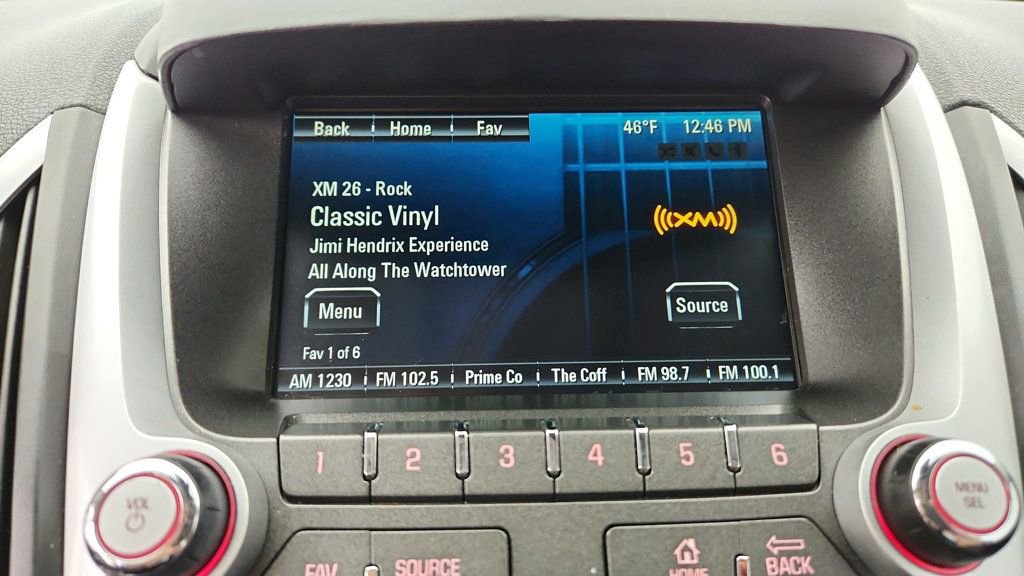 Back Home Fav 46°F 12:46 PM
XM 26 - Rock
Classic Vinyl
((XM))
Jimi Hendrix Experience
All Along The Watchtower
Menu Source
Fav 1 of 6
AM 1230 FM 102.5 Prime Co The Coff FM 98.7 FM 100.1
1 2 3 4 5 6
VOL
MENU
SEL
FAV SOURCE HOME BACK